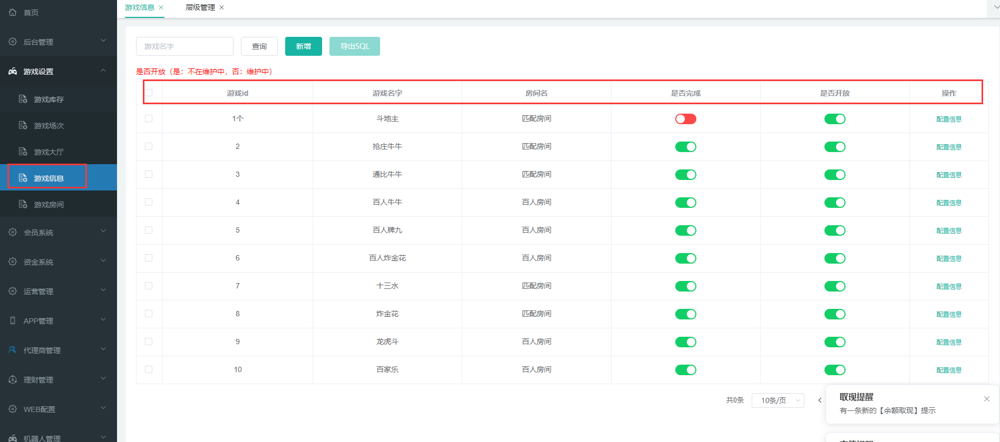 首页
后台管理
游戏设置
游戏库存
游戏场次
游戏大厅
游戏信息
游戏房间
会员系统
资金系统
运营管理
APP管理
代理商管理
理财管理
WEB配置
机器人管理
游戏信息 层级管理
游戏名字 查询 新增 导出SQL
是否开放（是：不在维护中，否：维护中）
游戏id 游戏名字 房间名 是否完成 是否开放 操作
1个 斗地主 匹配房间 配置信息
2 抢庄牛牛 匹配房间 配置信息
3 通比牛牛 匹配房间 配置信息
4 百人牛牛 百人房间 配置信息
5 百人牌九 百人房间 配置信息
6 百人炸金花 百人房间 配置信息
7 十三水 匹配房间 配置信息
8 炸金花 匹配房间 配置信息
9 龙虎斗 百人房间 配置信息
10 百家乐 百人房间 配置信息
共0条 10条/页
取现提醒
有一条新的【余额取现】提示